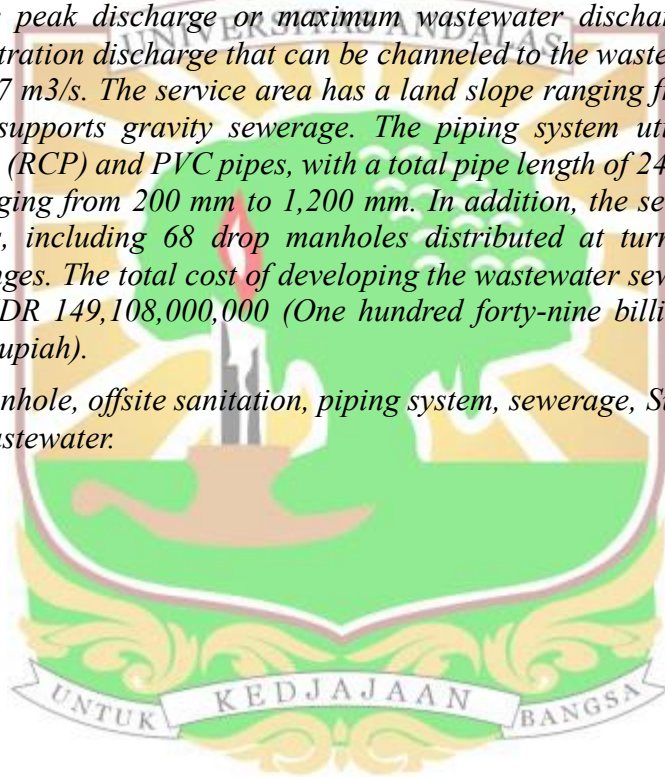 peak discharge or maximum wastewater dischar
UNIVERSITAS ANDALAS
tration discharge that can be channeled to the waste
7 m3/s. The service area has a land slope ranging f
supports gravity sewerage. The piping system ut
(RCP) and PVC pipes, with a total pipe length of 24
ging from 200 mm to 1,200 mm. In addition, the se
, including 68 drop manholes distributed at turn
nges. The total cost of developing the wastewater sew
DR 149,108,000,000 (One hundred forty-nine billi
upiah).
nhole, offsite sanitation, piping system, sewerage, S
astewater.
UNTUK KEDJAJAAN BANGSA